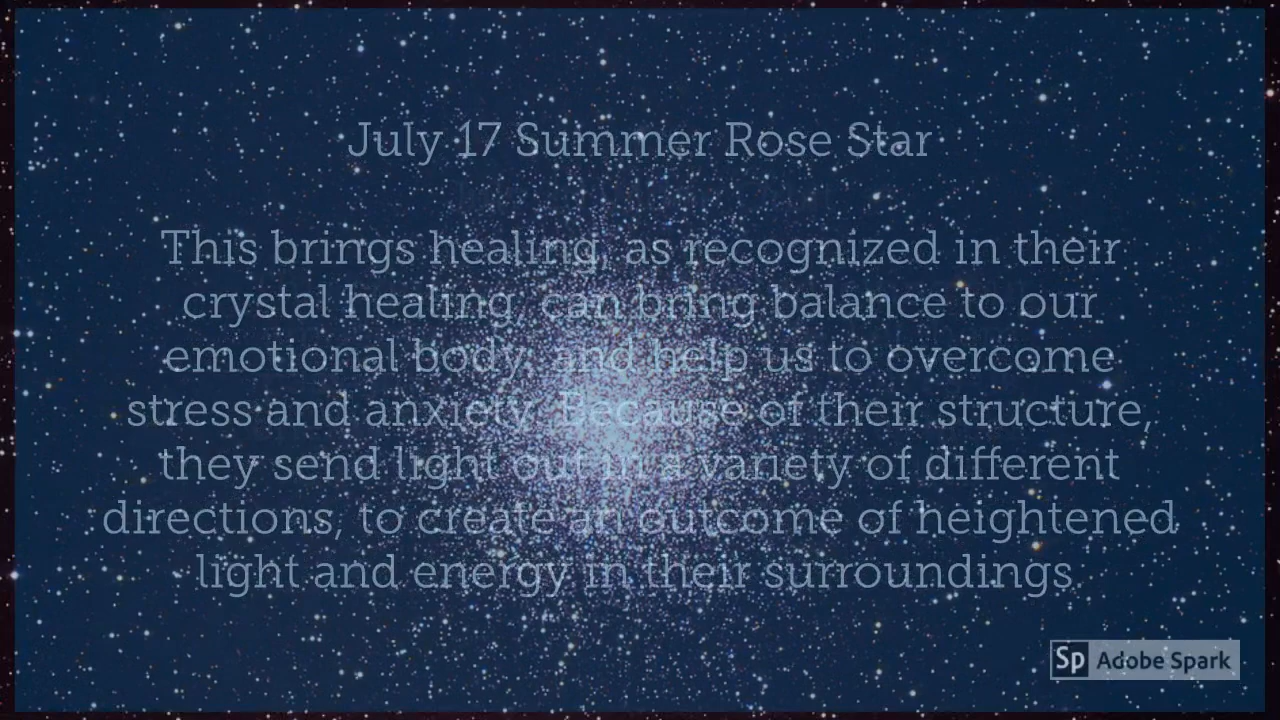 July 17 Summer Rose Star
This brings healing, as recognized in their
crystal healing, can bring balance to our
emotional body, and help us to overcome
stress and anxiety. Because of their structure,
they send light out in a variety of different
directions, to create an outcome of heightened
light and energy in their surroundings.
Sp Adobe Spark